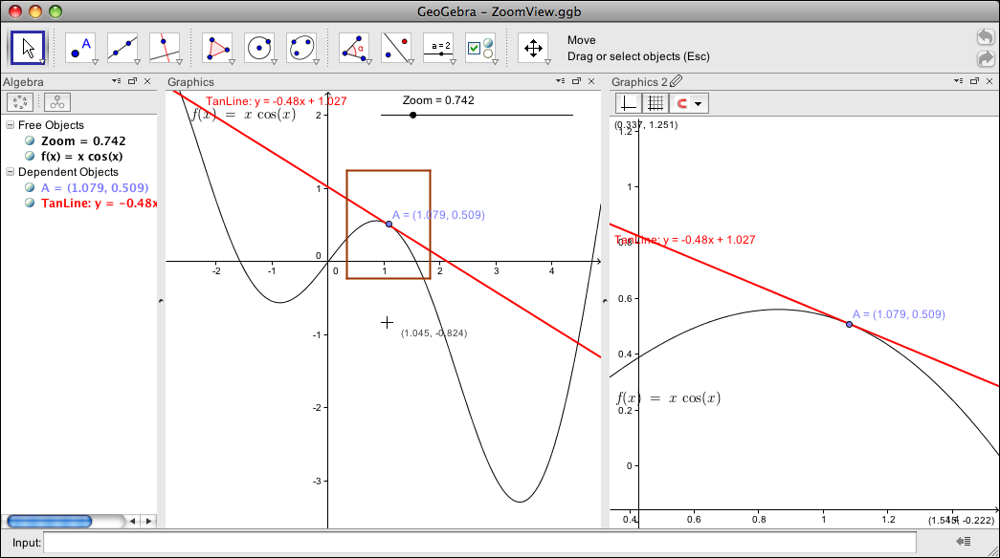 GeoGebra – ZoomView.ggb
A
α
a = 2
Move
Drag or select objects (Esc)
Algebra
Graphics
Graphics 2
Free Objects
Zoom = 0.742
f(x) = x cos(x)
Dependent Objects
A = (1.079, 0.509)
TanLine: y = -0.48x
TanLine: y = -0.48x + 1.027
f(x) = x cos(x)
Zoom = 0.742
2
1
A = (1.079, 0.509)
0
-2 -1 0 1 2 3 4
(1.045, -0.824)
-1
-2
-3
(0.337, 1.251)
1.2
1
TanLine: y = -0.48x + 1.027
0.8
0.6
A = (1.079, 0.509)
0.4
f(x) = x cos(x)
0.2
0
0.4 0.6 0.8 1 1.2 1.4
(1.545, -0.222)
Input: